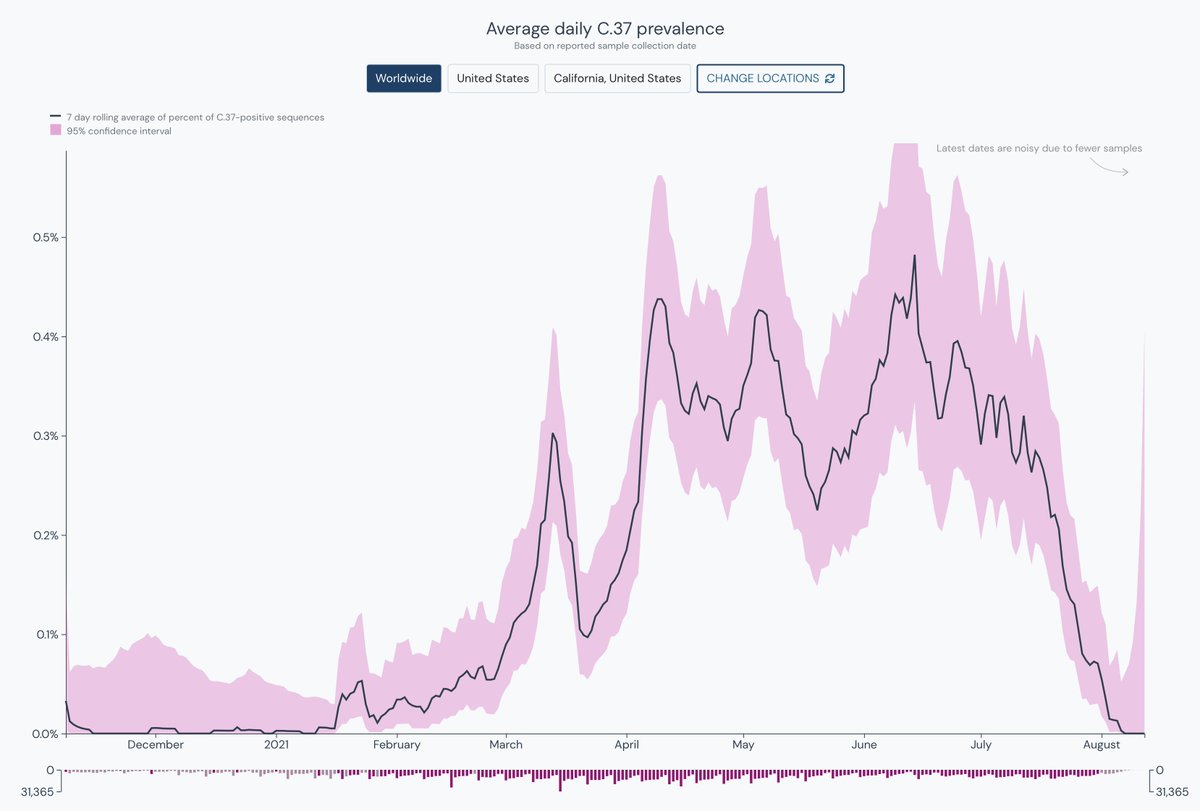 Average daily C.37 prevalence
Based on reported sample collection date
Worldwide United States California, United States CHANGE LOCATIONS
7 day rolling average of percent of C.37-positive sequences
95% confidence interval
Latest dates are noisy due to fewer samples
0.5%
0.4%
0.3%
0.2%
0.1%
0.0%
December 2021 February March April May June July August
0 0
31,365 31,365